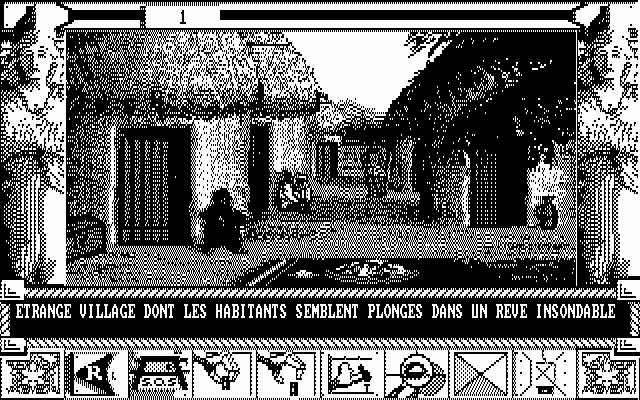 1
ETRANGE VILLAGE DONT LES HABITANTS SEMBLENT PLONGES DANS UN REVE INSONDABLE
R
S.O.S